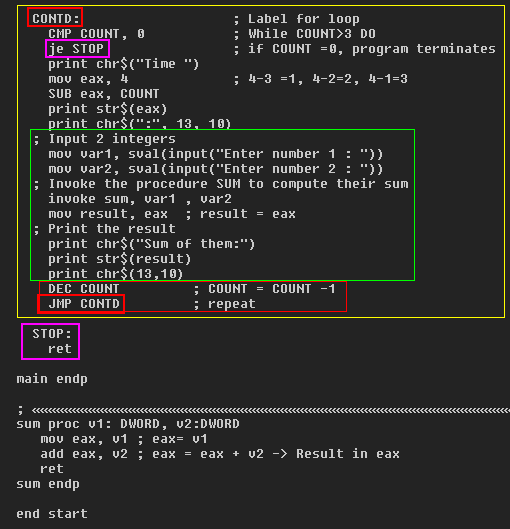 CONTD: ; Label for loop
CMP COUNT, 0 ; While COUNT>3 DO
je STOP ; if COUNT =0, program terminates
print chr$("Time ")
mov eax, 4 ; 4-3 =1, 4-2=2, 4-1=3
SUB eax, COUNT
print str$(eax)
print chr$(":", 13, 10)
; Input 2 integers
mov var1, sval(input("Enter number 1 : "))
mov var2, sval(input("Enter number 2 : "))
; Invoke the procedure SUM to compute their sum
invoke sum, var1 , var2
mov result, eax ; result = eax
; Print the result
print chr$("Sum of them:")
print str$(result)
print chr$(13,10)
DEC COUNT ; COUNT = COUNT -1
JMP CONTD ; repeat
STOP:
ret
main endp
;
sum proc v1: DWORD, v2:DWORD
mov eax, v1 ; eax= v1
add eax, v2 ; eax = eax + v2 -> Result in eax
ret
sum endp
end start